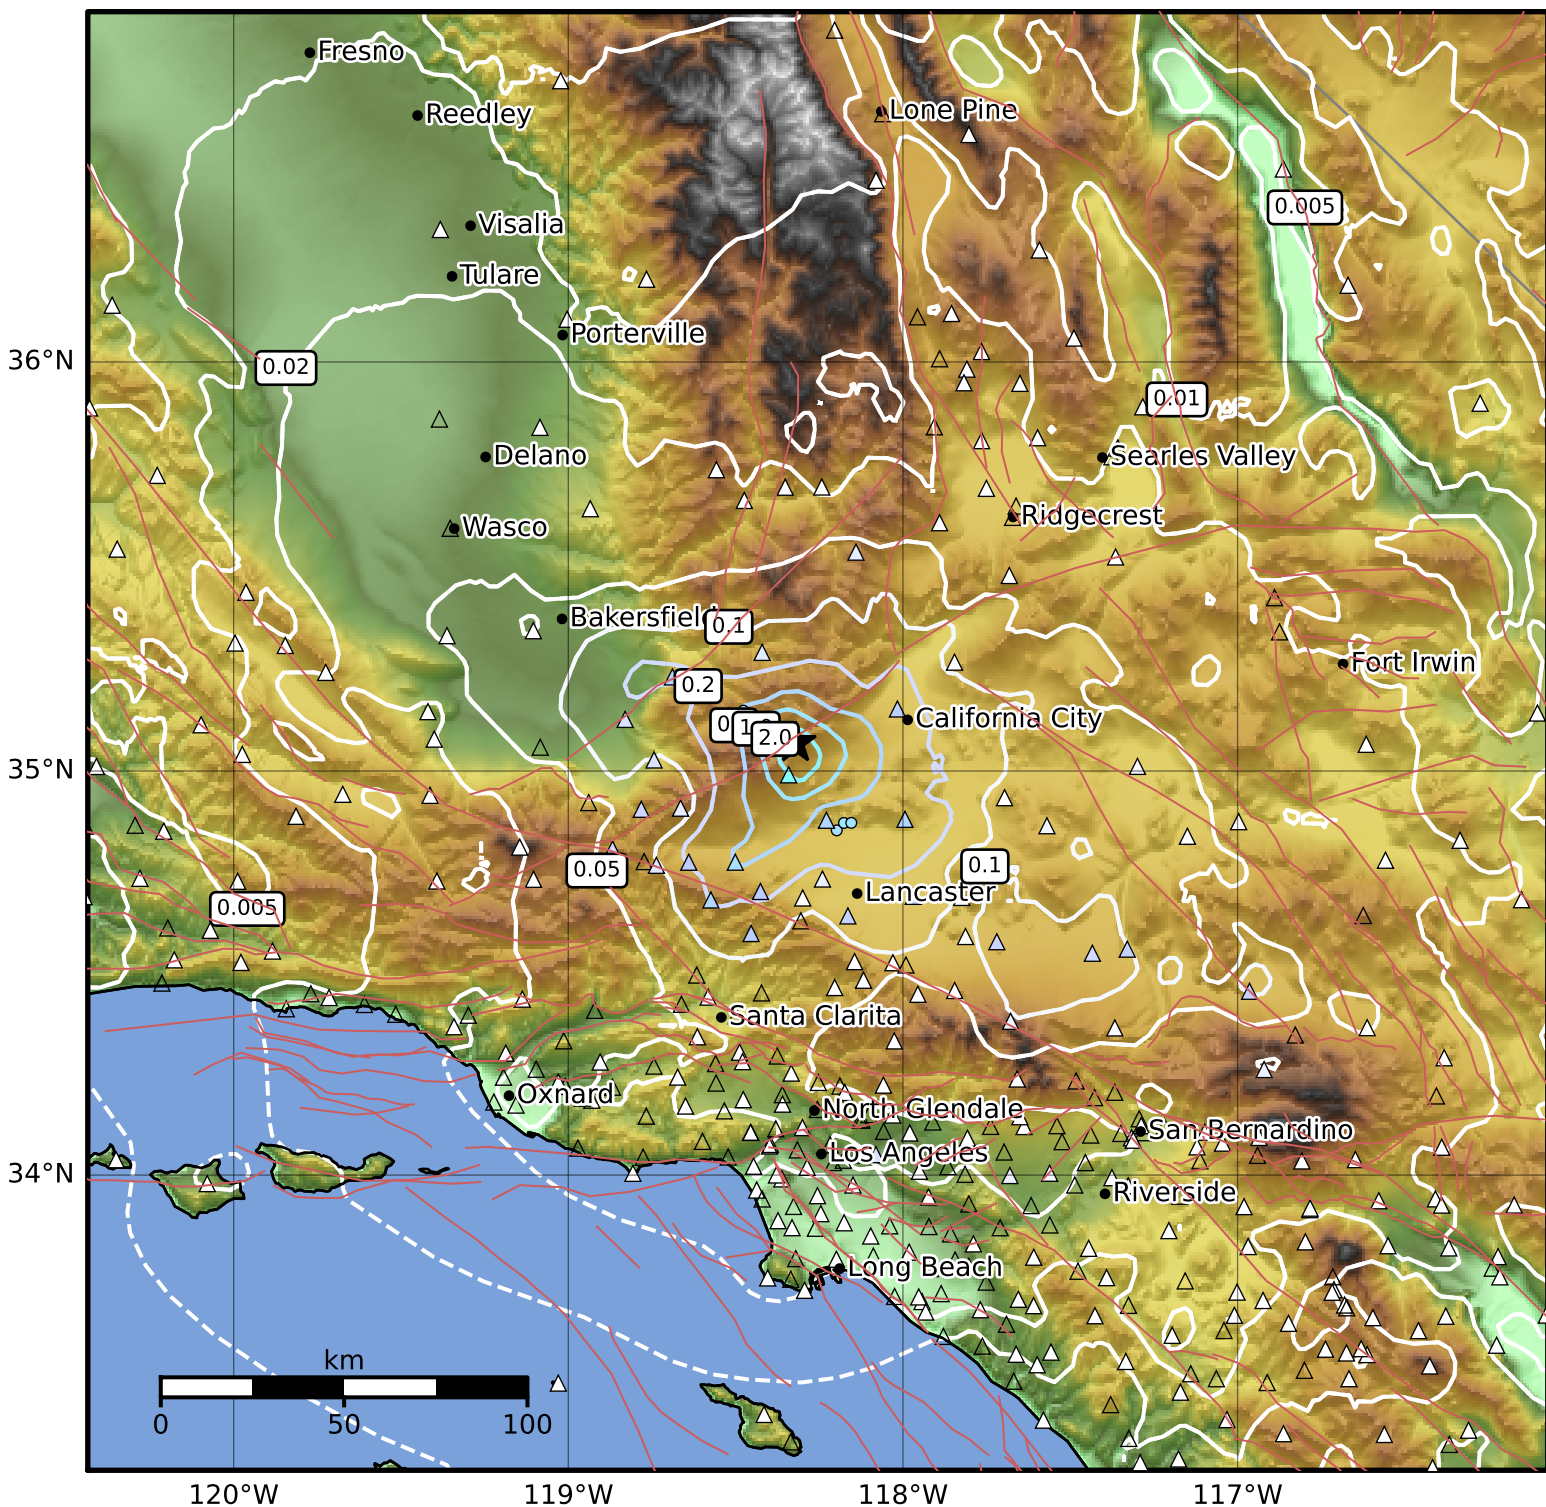 Fresno
Reedley
Lone Pine
0.005
Visalia
Tulare
Porterville
36°N
0.02
0.01
Delano
Searles Valley
Wasco
Ridgecrest
Bakersfield
0.1
Fort Irwin
0.2
California City
2.0
35°N
0.1
0.05
Lancaster
0.005
Santa Clarita
Oxnard
North Glendale
San Bernardino
Los Angeles
34°N
Riverside
Long Beach
km
0 50 100
120°W 119°W 118°W 117°W